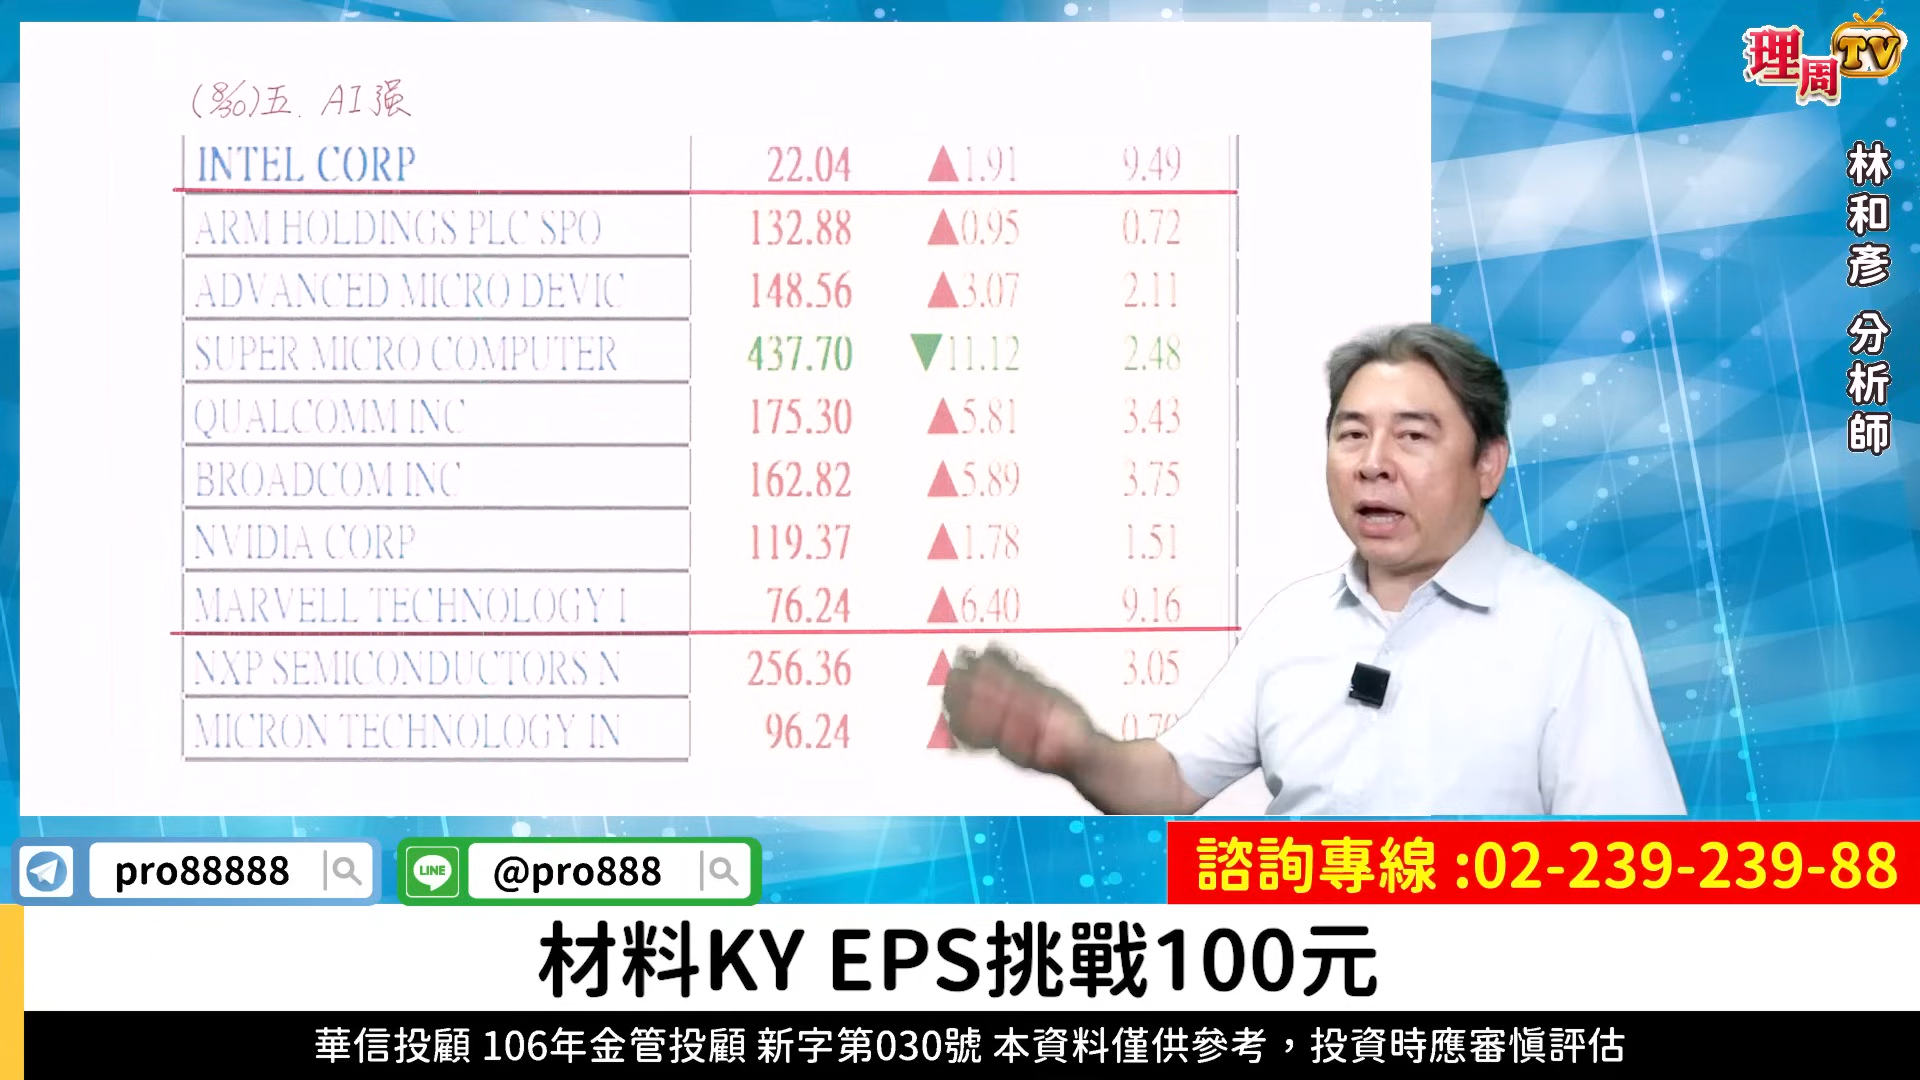 (8/30)五. AI強
INTEL CORP 22.04 ▲1.91 9.49
ARM HOLDINGS PLC SPO 132.88 ▲0.95 0.72
ADVANCED MICRO DEVIC 148.56 ▲3.07 2.11
SUPER MICRO COMPUTER 437.70 ▼11.12 2.48
QUALCOMM INC 175.30 ▲5.81 3.43
BROADCOM INC 162.82 ▲5.89 3.75
NVIDIA CORP 119.37 ▲1.78 1.51
MARVELL TECHNOLOGY I 76.24 ▲6.40 9.16
NXP SEMICONDUCTORS N 256.36 ▲ 3.05
MICRON TECHNOLOGY IN 96.24 ▲
理周TV
林和彥 分析師
pro88888
LINE @pro888
諮詢專線 :02-239-239-88
材料KY EPS挑戰100元
華信投顧 106年金管投顧 新字第030號 本資料僅供參考，投資時應審慎評估